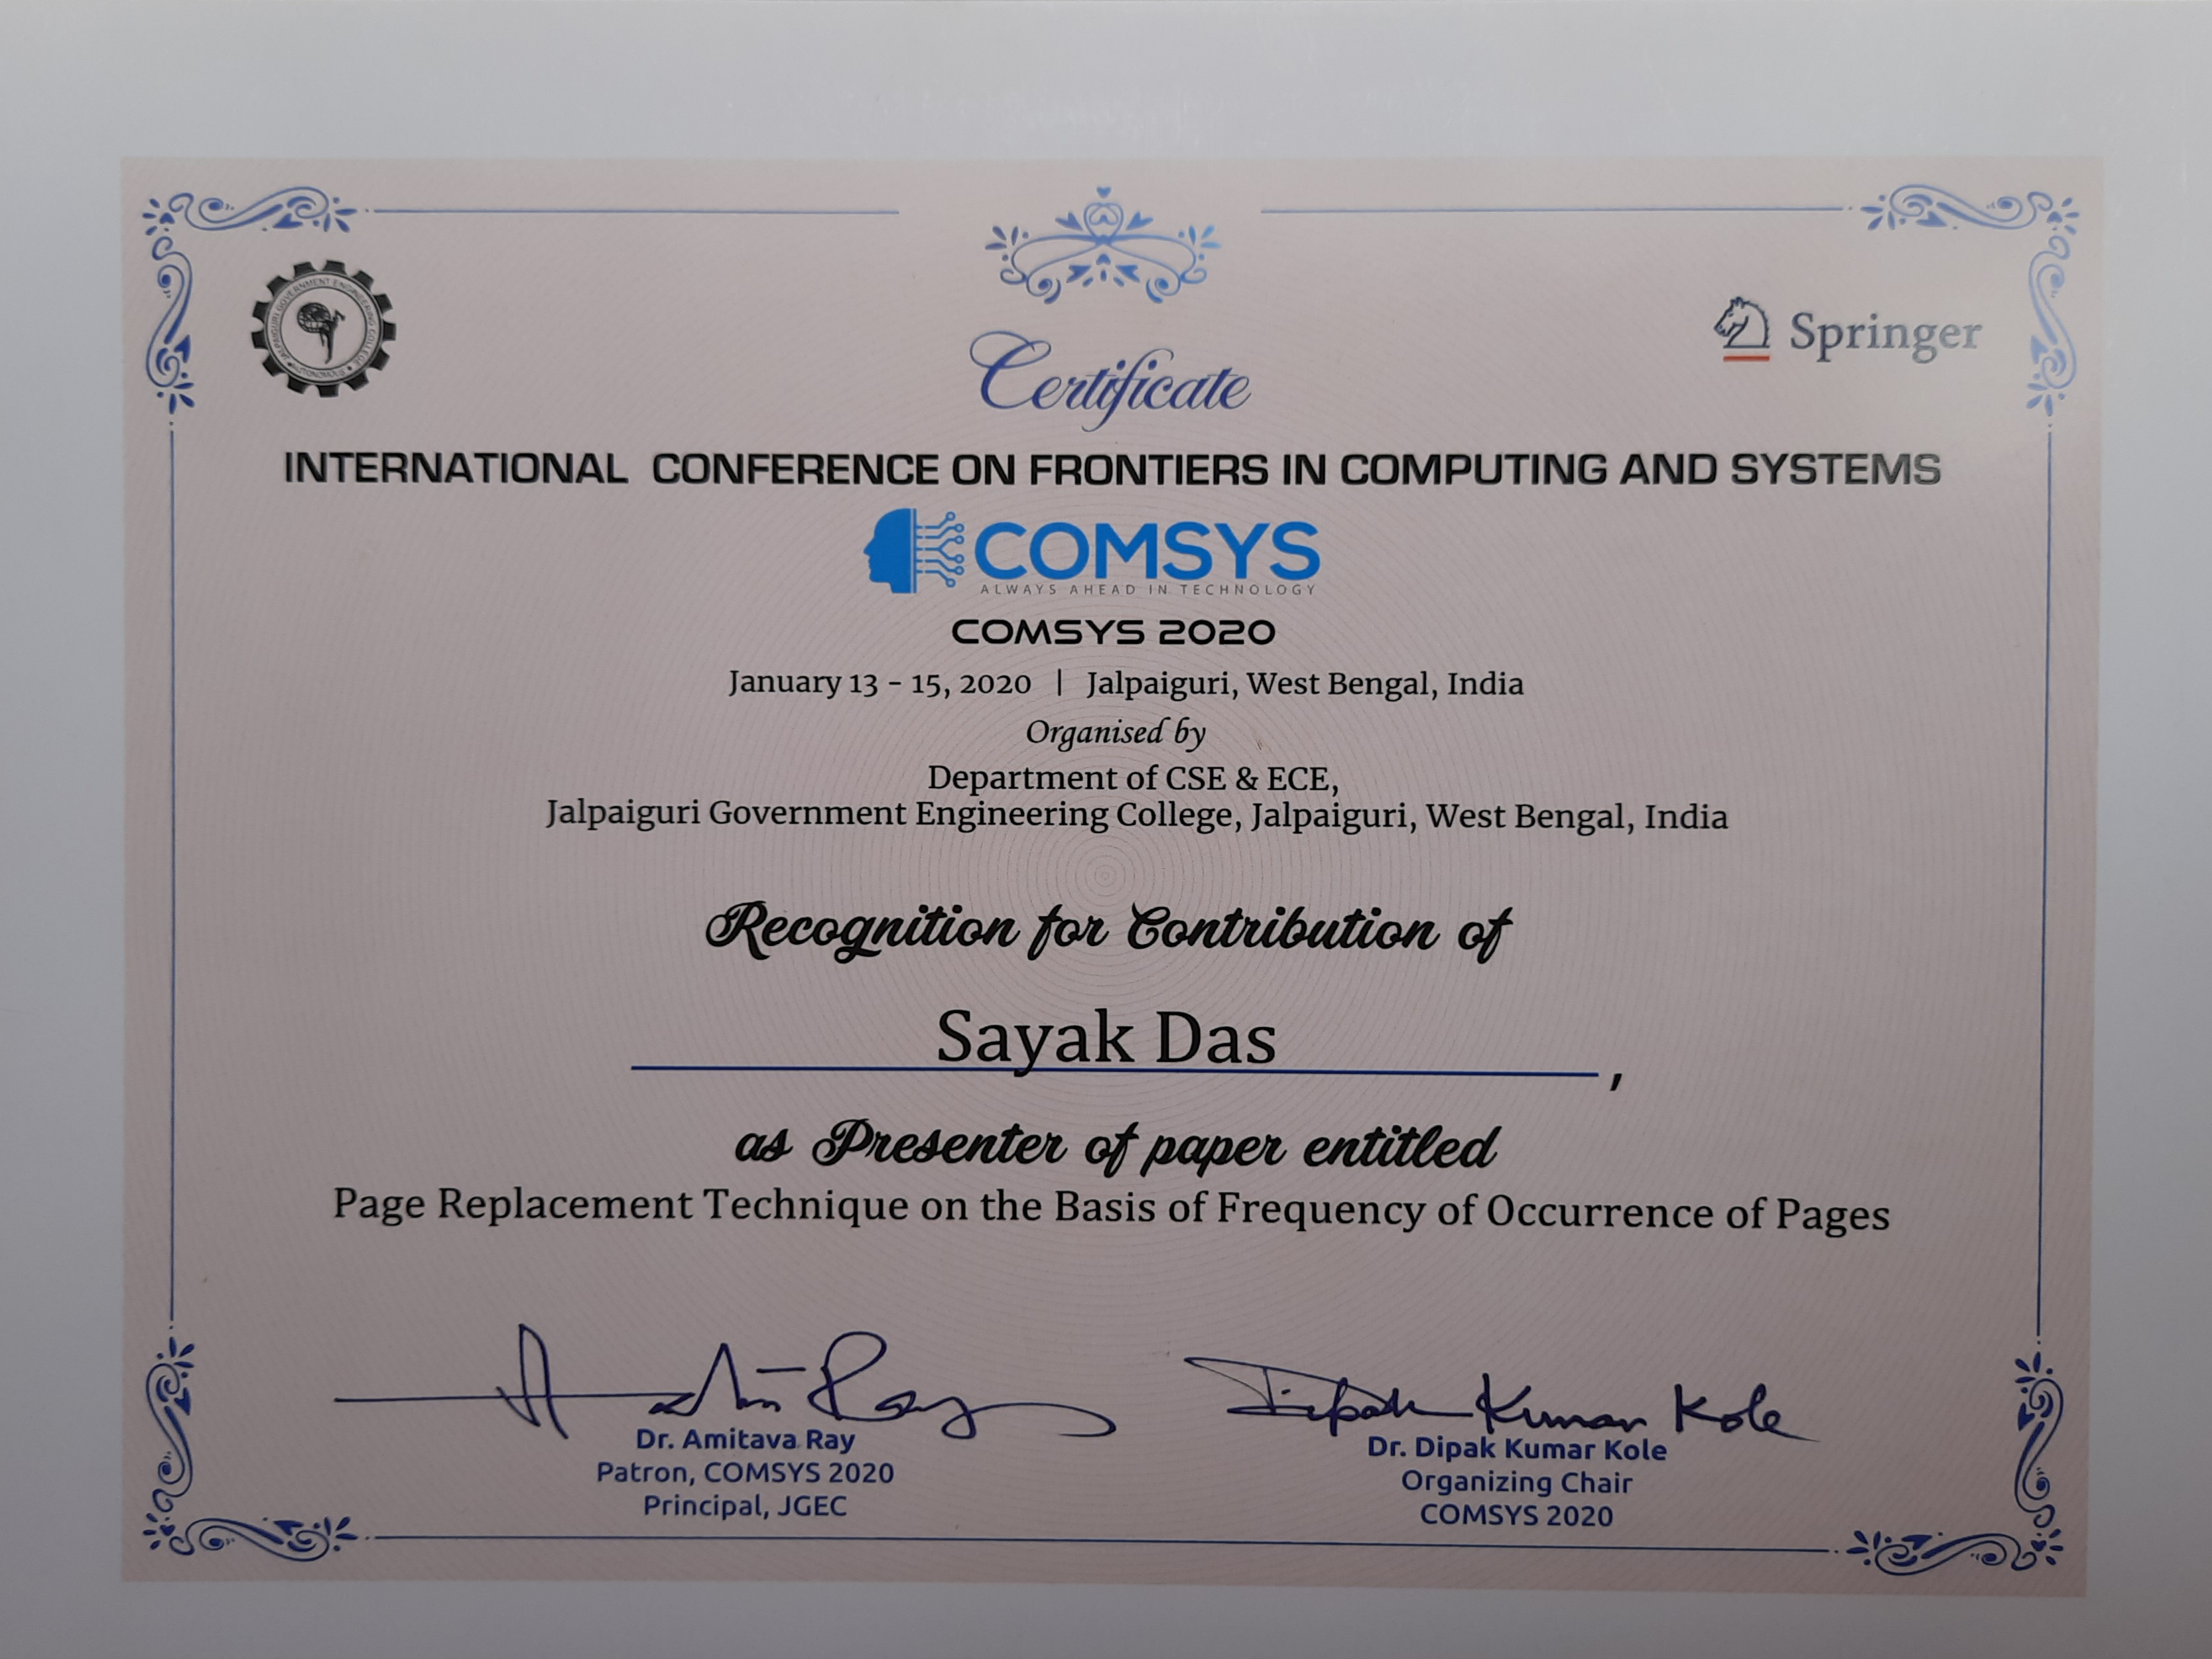 JALPAIGURI GOVERNMENT ENGINEERING COLLEGE
AUTONOMOUS
Springer
Certificate
INTERNATIONAL CONFERENCE ON FRONTIERS IN COMPUTING AND SYSTEMS
COMSYS
ALWAYS AHEAD IN TECHNOLOGY
COMSYS 2020
January 13 - 15, 2020 | Jalpaiguri, West Bengal, India
Organised by
Department of CSE & ECE,
Jalpaiguri Government Engineering College, Jalpaiguri, West Bengal, India
Recognition for Contribution of
Sayak Das,
as Presenter of paper entitled
Page Replacement Technique on the Basis of Frequency of Occurrence of Pages
Dipak Kumar Kole
Dr. Amitava Ray
Patron, COMSYS 2020
Principal, JGEC
Dr. Dipak Kumar Kole
Organizing Chair
COMSYS 2020